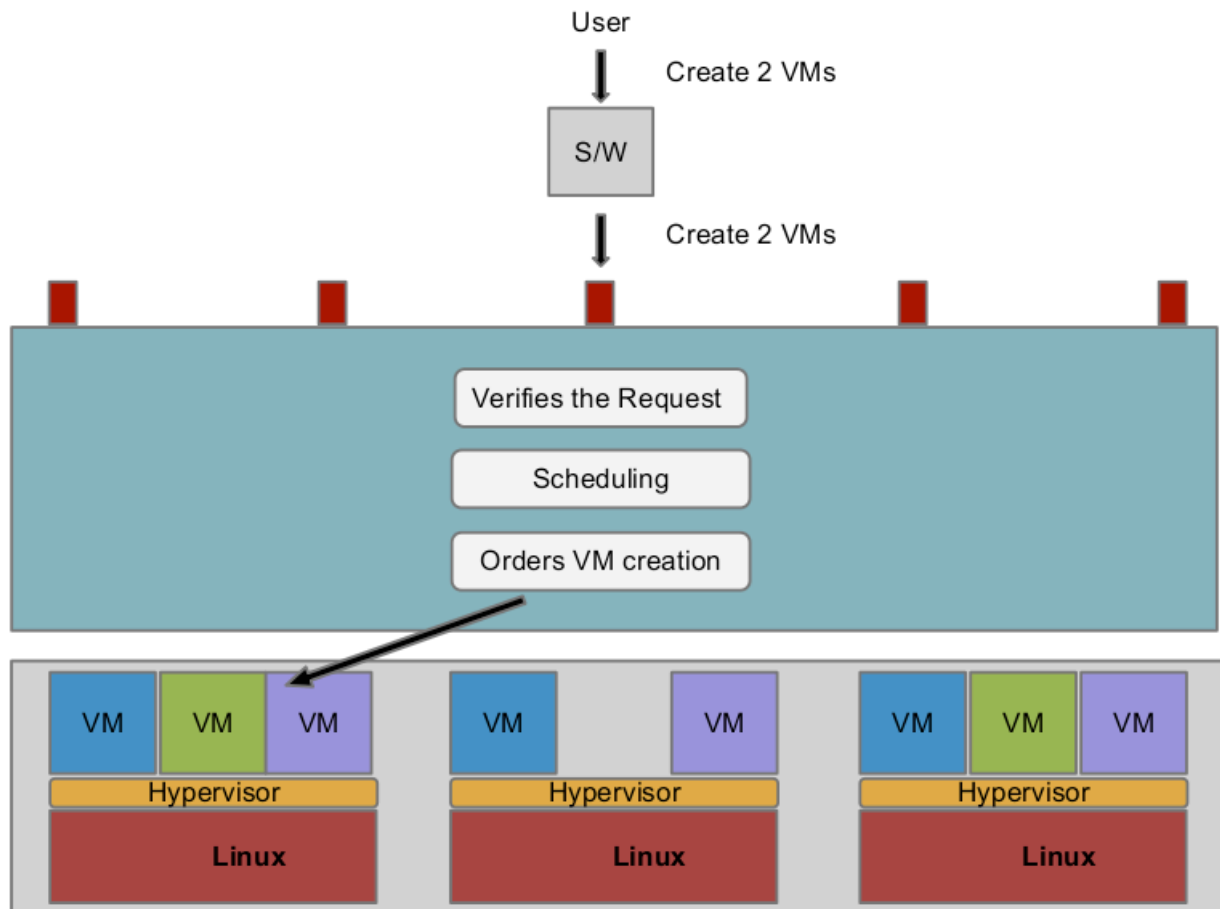 User
Create 2 VMs
S/W
Create 2 VMs
Verifies the Request
Scheduling
Orders VM creation
VM VM VM VM VM VM VM VM
Hypervisor Hypervisor Hypervisor
Linux Linux Linux